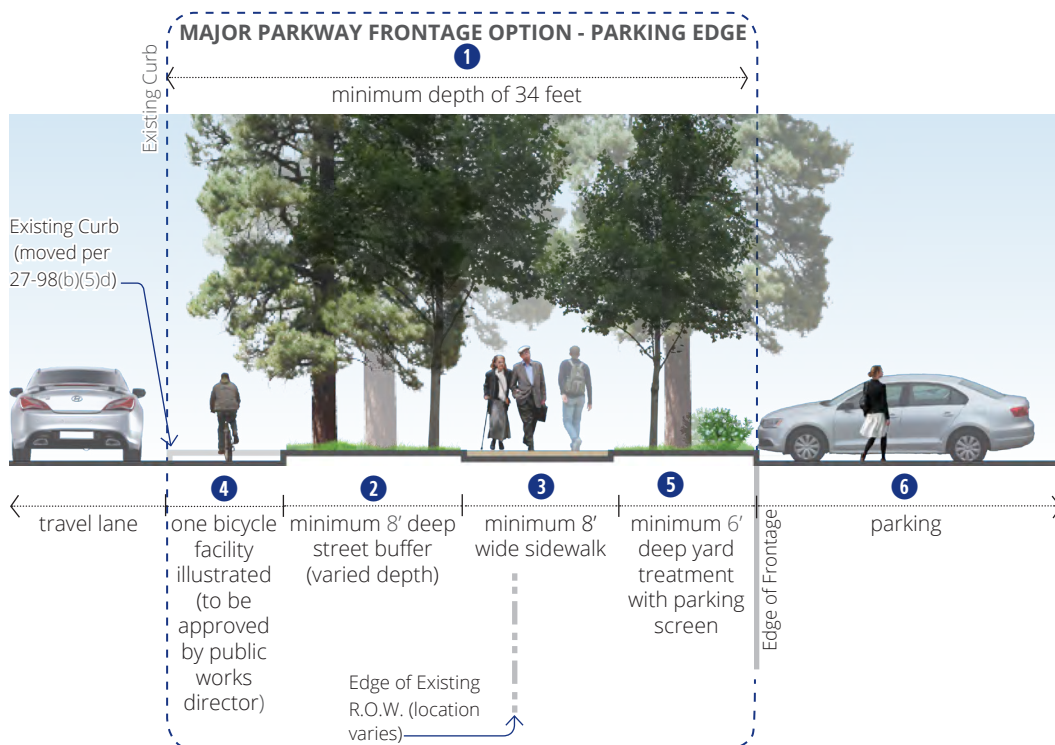 MAJOR PARKWAY FRONTAGE OPTION - PARKING EDGE
1
minimum depth of 34 feet
Existing Curb
Existing Curb
(moved per
27-98(b)(5)d)
4
2
3
5
6
travel lane
one bicycle
facility
illustrated
(to be
approved
by public
works
director)
minimum 8' deep
street buffer
(varied depth)
minimum 8'
wide sidewalk
minimum 6'
deep yard
treatment
with parking
screen
Edge of Frontage
parking
Edge of Existing
R.O.W. (location
varies)